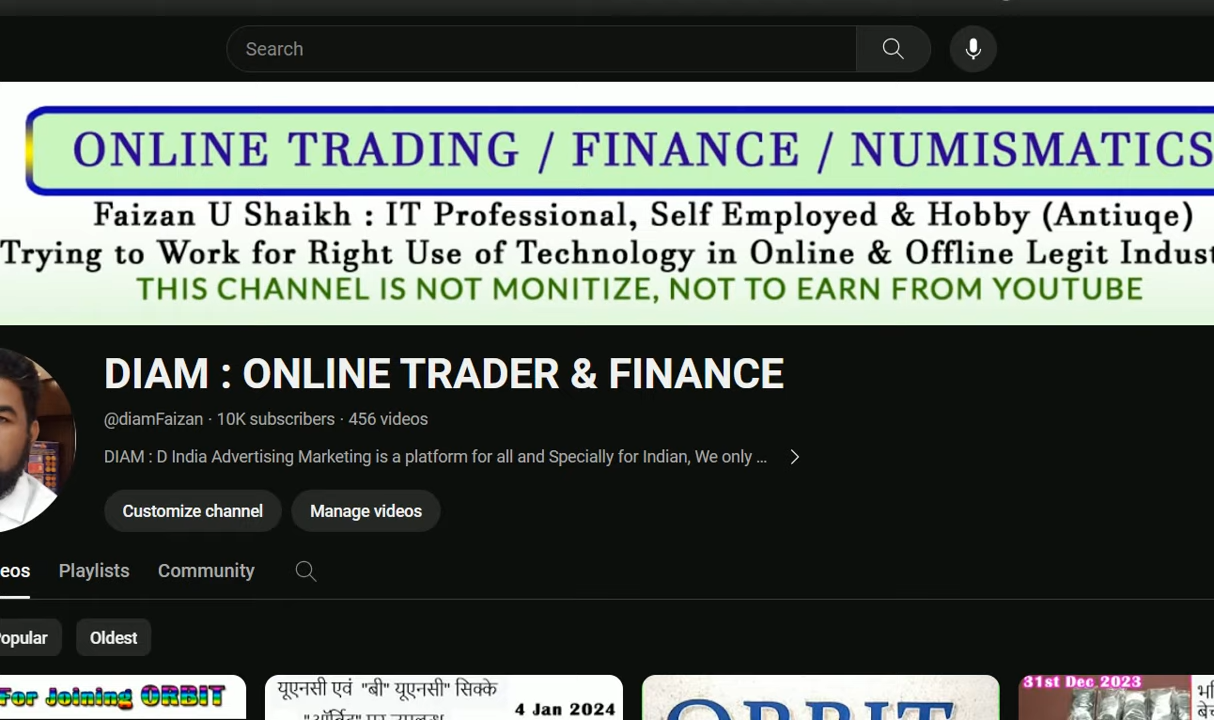 Search
ONLINE TRADING / FINANCE / NUMISMATICS
Faizan U Shaikh : IT Professional, Self Employed & Hobby (Antiuqe)
Trying to Work for Right Use of Technology in Online & Offline Legit Indust
THIS CHANNEL IS NOT MONITIZE, NOT TO EARN FROM YOUTUBE
DIAM : ONLINE TRADER & FINANCE
@diamFaizan · 10K subscribers · 456 videos
DIAM : D India Advertising Marketing is a platform for all and Specially for Indian, We only ...
Customize channel Manage videos
eos Playlists Community
opular Oldest
For Joining ORBIT
यूएनसी एवं "बी" यूएनसी" सिक्के
4 Jan 2024
ORBIT
31st Dec 2023